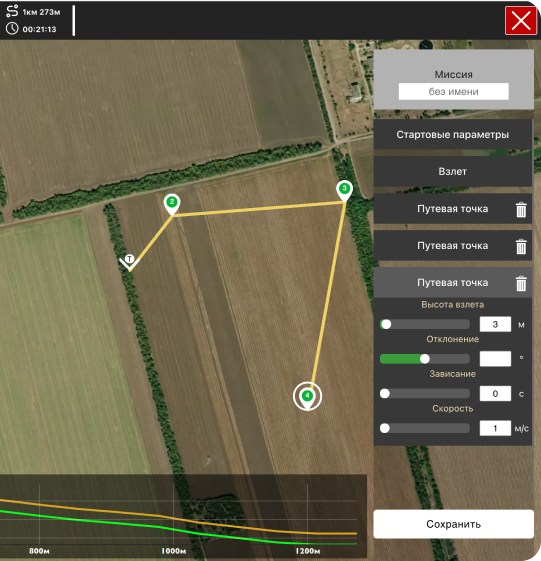 1км 273м
00:21:13
Миссия
без имени
Стартовые параметры
Взлет
Путевая точка
Путевая точка
Путевая точка
Высота взлета
3 м
Отклонение
°
Зависание
0 с
Скорость
1 м/с
Сохранить
T
2
3
4
800м 1000м 1200м